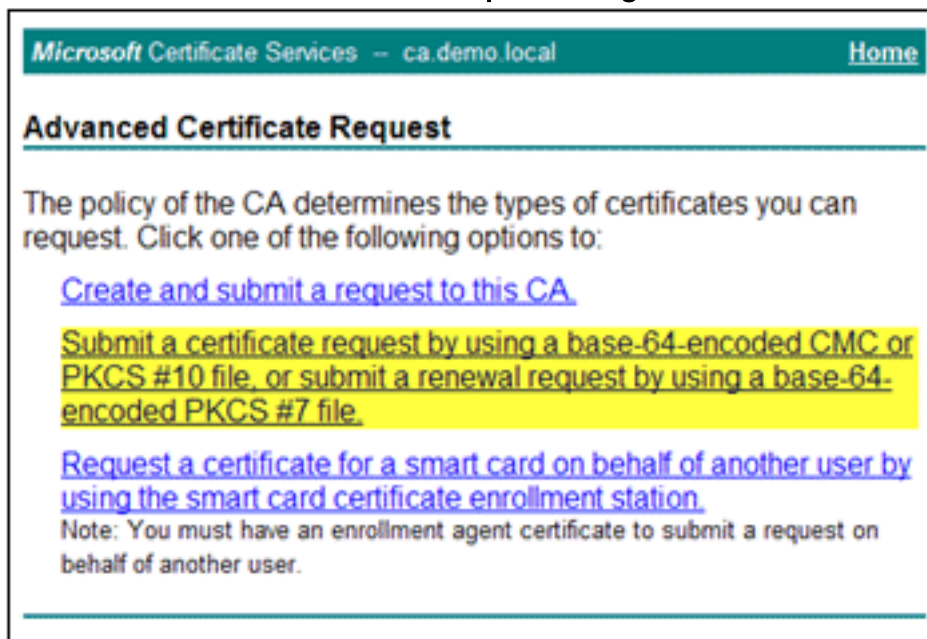 Microsoft Certificate Services -- ca.demo.local Home
Advanced Certificate Request
The policy of the CA determines the types of certificates you can
request. Click one of the following options to:
Create and submit a request to this CA.
Submit a certificate request by using a base-64-encoded CMC or
PKCS #10 file, or submit a renewal request by using a base-64-
encoded PKCS #7 file.
Request a certificate for a smart card on behalf of another user by
using the smart card certificate enrollment station.
Note: You must have an enrollment agent certificate to submit a request on
behalf of another user.